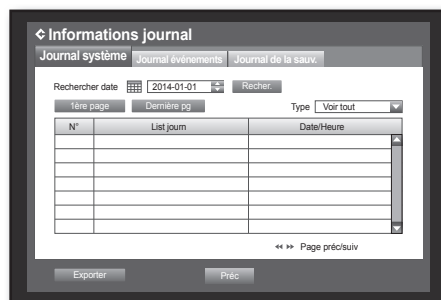 Informations journal
Journal système Journal événements Journal de la sauv.
Rechercher date 2014-01-01 Recher.
1ère page Dernière pg Type Voir tout
N° List journ Date/Heure
Page préc/suiv
Exporter Préc